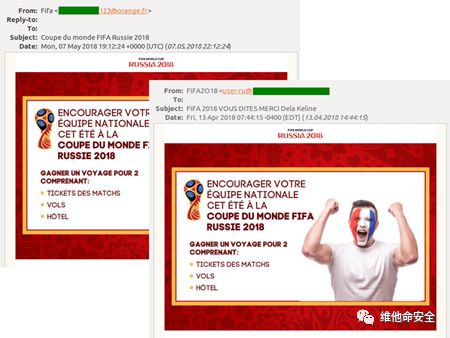 From: Fifa < 123@orange.fr>
Reply-to:
To:
Subject: Coupe du monde FIFA Russie 2018
Date: Mon, 07 May 2018 19:12:24 +0000 (UTC) (07.05.2018 22:12:24)
FIFA WORLD CUP
RUSSIA 2018
ENCOURAGER VOTRE
ÉQUIPE NATIONALE
CET ÉTÉ À LA
COUPE DU MONDE FIFA
RUSSIE 2018
GAGNER UN VOYAGE POUR 2
COMPRENANT:
TICKETS DES MATCHS
VOLS
HÔTEL
From: FIFA2O18 <user-ru@
To:
Subject: FIFA 2018 VOUS DITES MERCI Dela Keline
Date: Fri, 13 Apr 2018 07:44:15 -0400 (EDT) (13.04.2018 14:44:15)
FIFA WORLD CUP
RUSSIA 2018
ENCOURAGER VOTRE
ÉQUIPE NATIONALE
CET ÉTÉ À LA
COUPE DU MONDE FIFA
RUSSIE 2018
GAGNER UN VOYAGE POUR 2
COMPRENANT:
TICKETS DES MATCHS
VOLS
HÔTEL
维他命安全